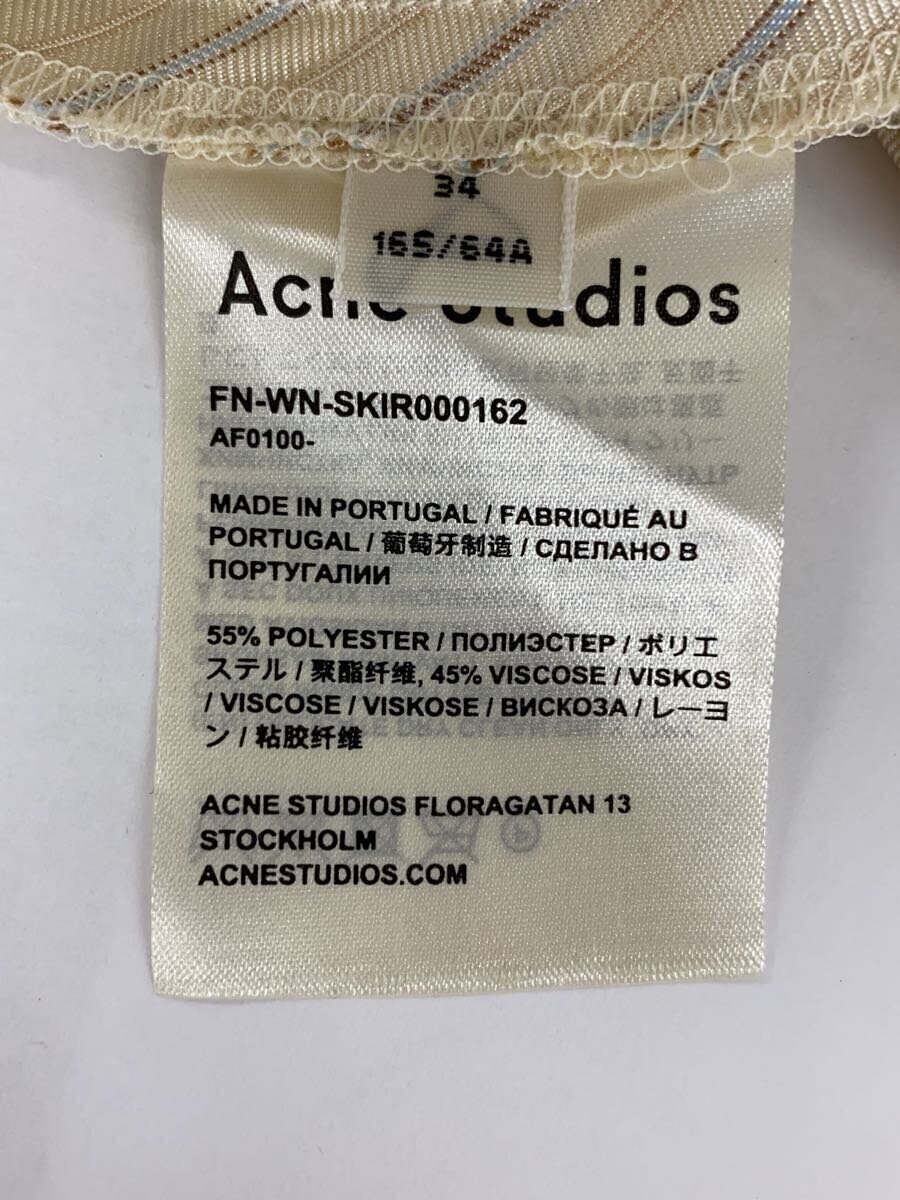 34
165/64A
Acne Studios
FN-WN-SKIR000162
AF0100-
MADE IN PORTUGAL / FABRIQUÉ AU
PORTUGAL / 葡萄牙制造 / СДЕЛАНО В
ПОРТУГАЛИИ
55% POLYESTER / ПОЛИЭСТЕР / ポリエ
ステル / 聚酯纤维, 45% VISCOSE / VISKOS
/ VISCOSE / VISKOSE / ВИСКОЗА / レーヨ
ン / 粘胶纤维
ACNE STUDIOS FLORAGATAN 13
STOCKHOLM
ACNESTUDIOS.COM